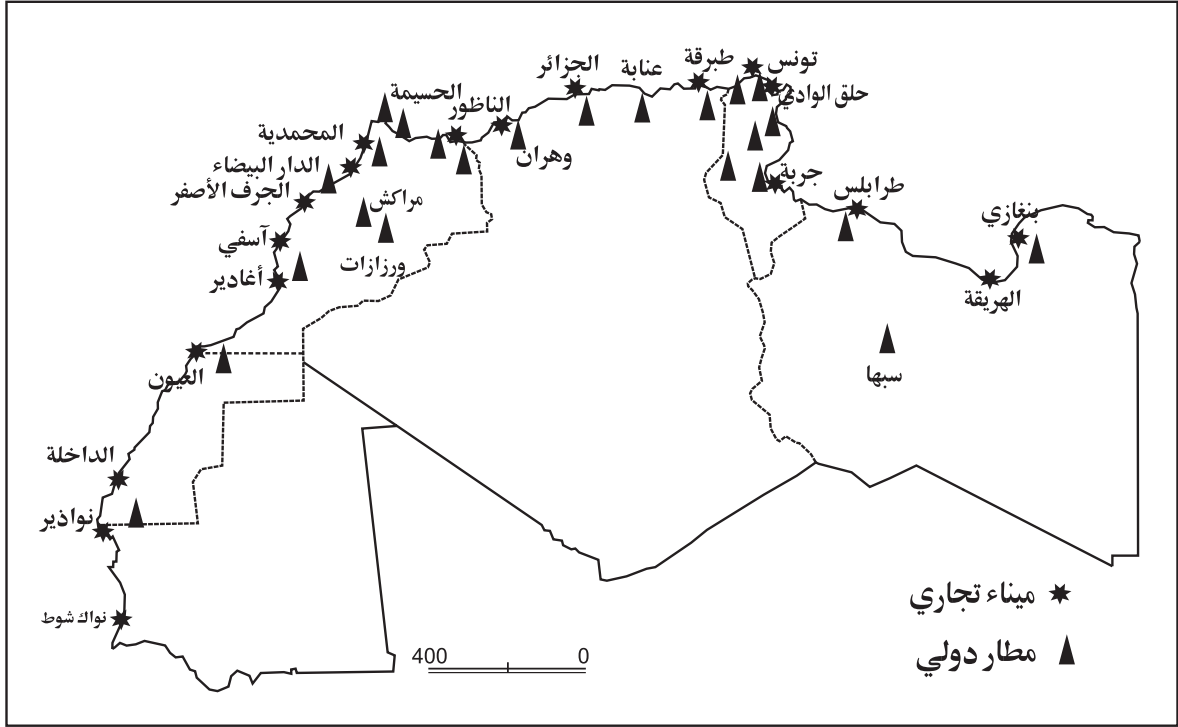 تونس
طبرقة
الجزائر
عنابة
حلق الوادي
الحسيمة
الناظور
وهران
المحمدية
الدار البيضاء
الجرف الأصفر
مراكش
جربة
طرابلس
بنغازي
آسفي
ورزازات
أغادير
الهريقة
العيون
سبها
الداخلة
نواذير
نواك شوط
ميناء تجاري
مطار دولي
400 0